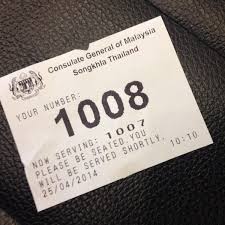 Consulate General of Malaysia
Songkhla Thailand
YOUR NUMBER:
1008
NOW SERVING: 1007
PLEASE BE SEATED.YOU
WILL BE SERVED SHORTLY.
25/04/2014 10:10